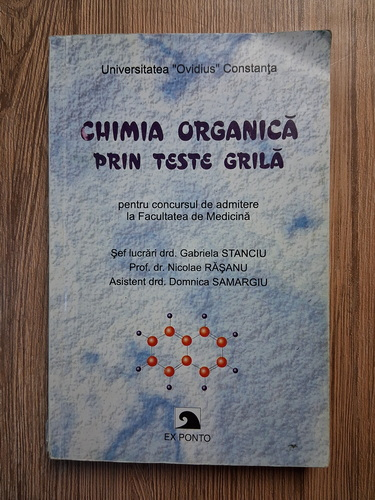 Universitatea "Ovidius" Constanţa
CHIMIA ORGANICĂ
PRIN TESTE GRILĂ
pentru concursul de admitere
la Facultatea de Medicină
Şef lucrări drd. Gabriela STANCIU
Prof. dr. Nicolae RĂŞANU
Asistent drd. Domnica SAMARGIU
EX PONTO